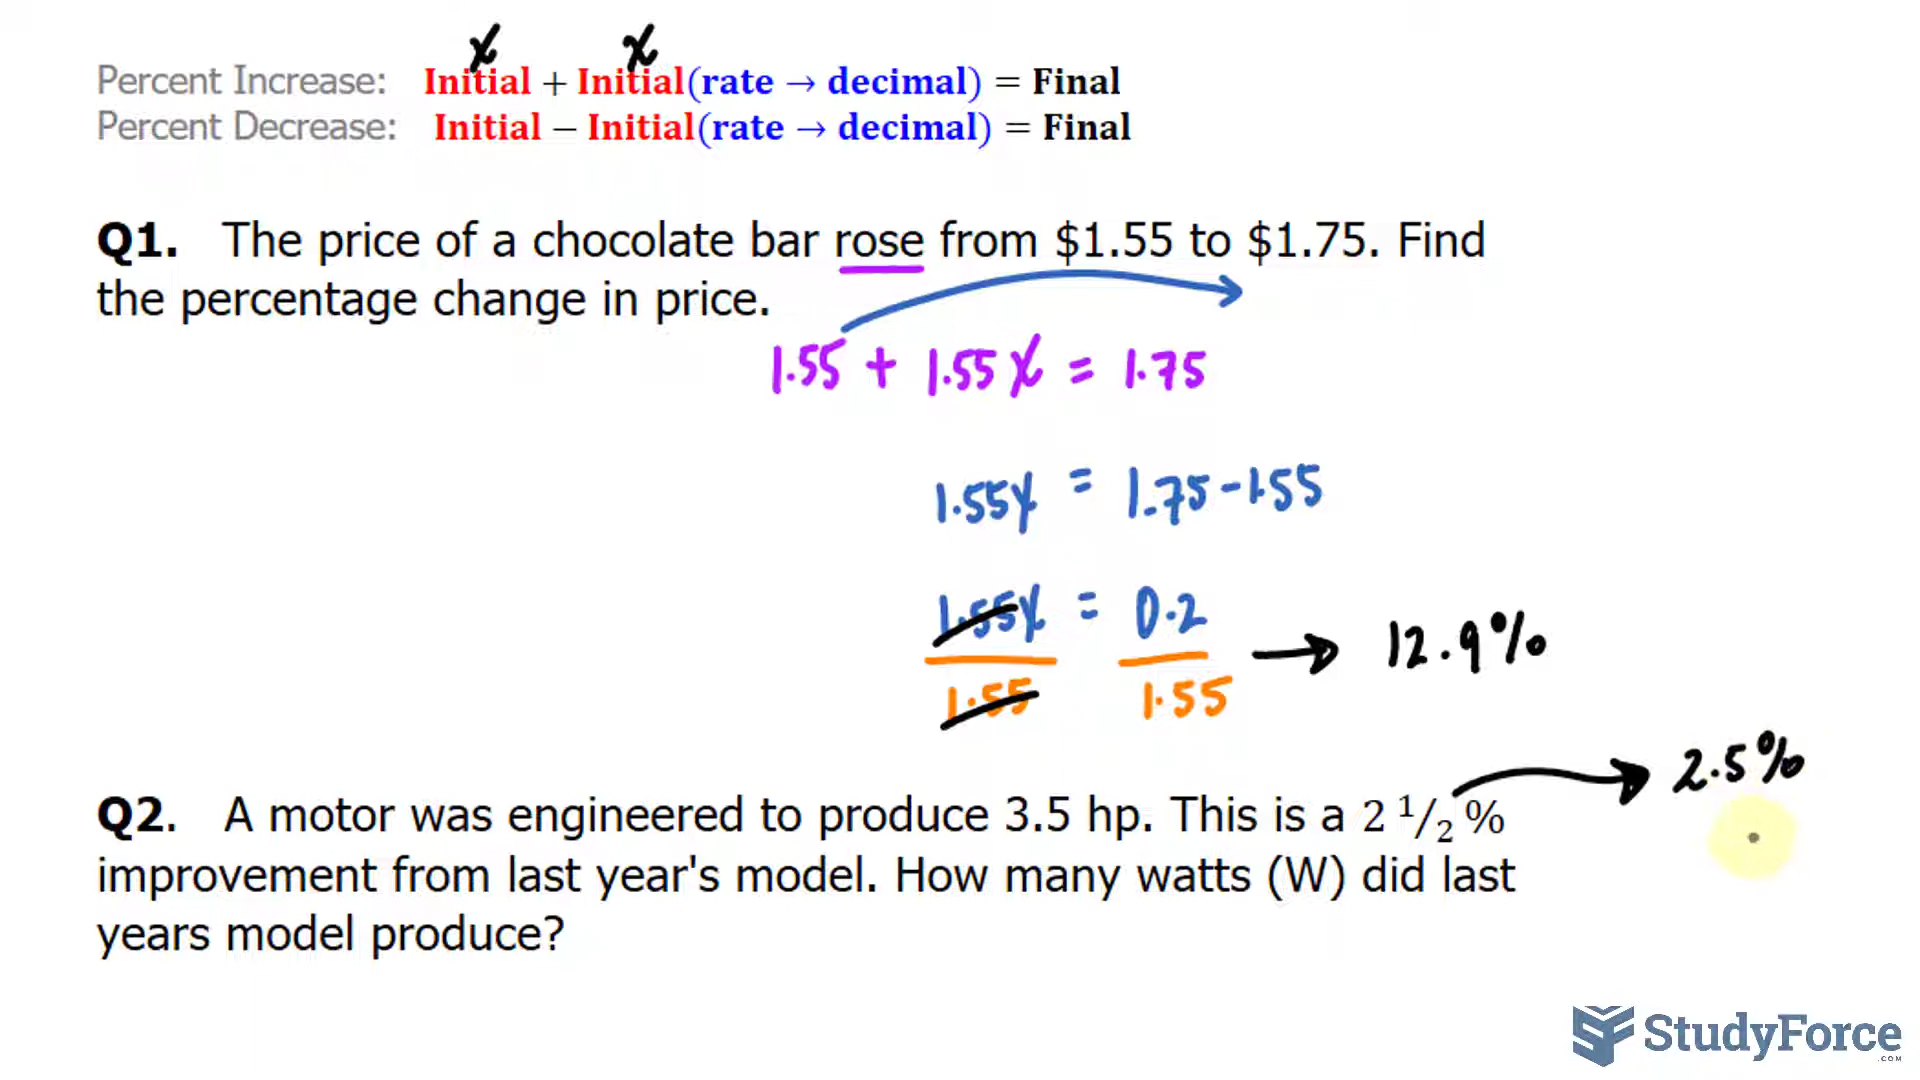 x x
Percent Increase: Initial + Initial(rate → decimal) = Final
Percent Decrease: Initial − Initial(rate → decimal) = Final
Q1. The price of a chocolate bar rose from $1.55 to $1.75. Find
the percentage change in price.
1.55 + 1.55x = 1.75
1.55x = 1.75-1.55
1.55x = 0.2
1.55 1.55
→ 12.9%
→ 2.5%
Q2. A motor was engineered to produce 3.5 hp. This is a 2 1/2 %
improvement from last year's model. How many watts (W) did last
years model produce?
SF StudyForce
.COM